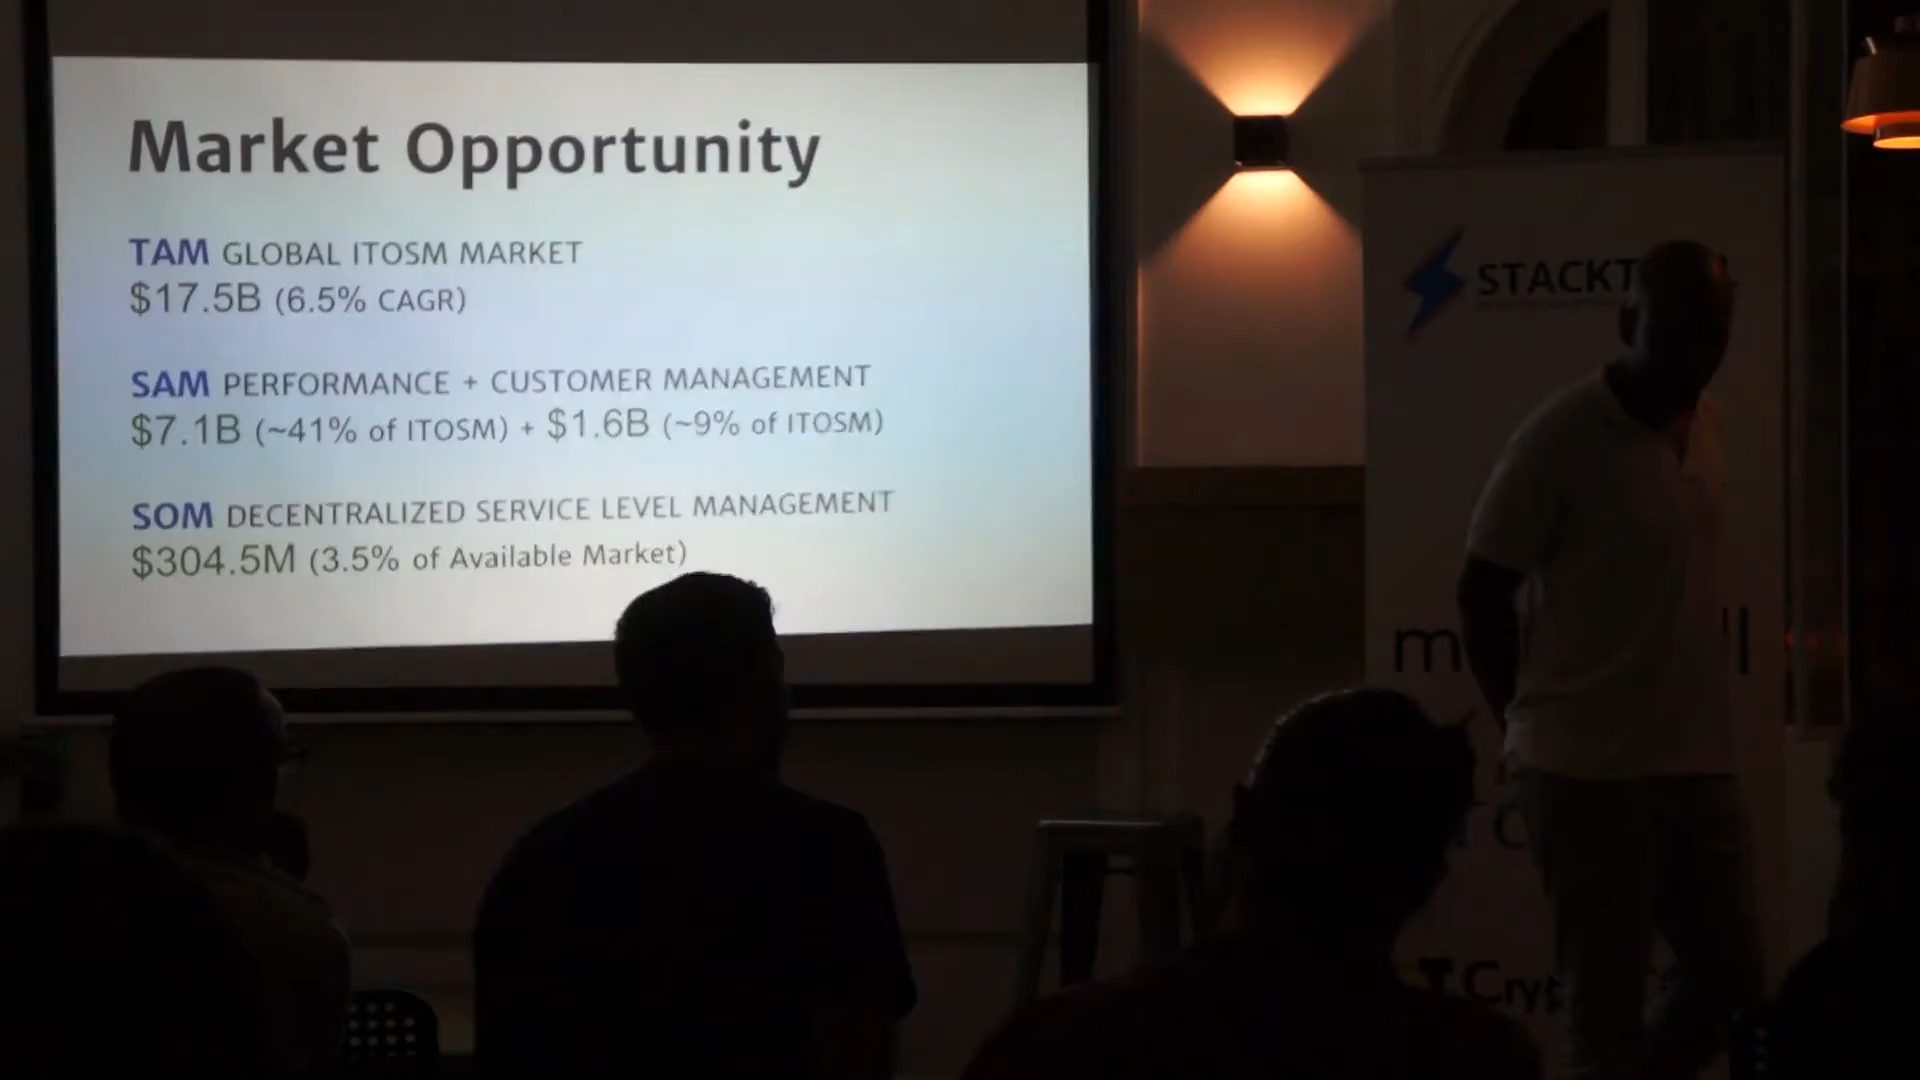 Market Opportunity
TAM GLOBAL ITOSM MARKET
$17.5B (6.5% CAGR)
SAM PERFORMANCE + CUSTOMER MANAGEMENT
$7.1B (~41% of ITOSM) + $1.6B (~9% of ITOSM)
SOM DECENTRALIZED SERVICE LEVEL MANAGEMENT
$304.5M (3.5% of Available Market)
STACKT